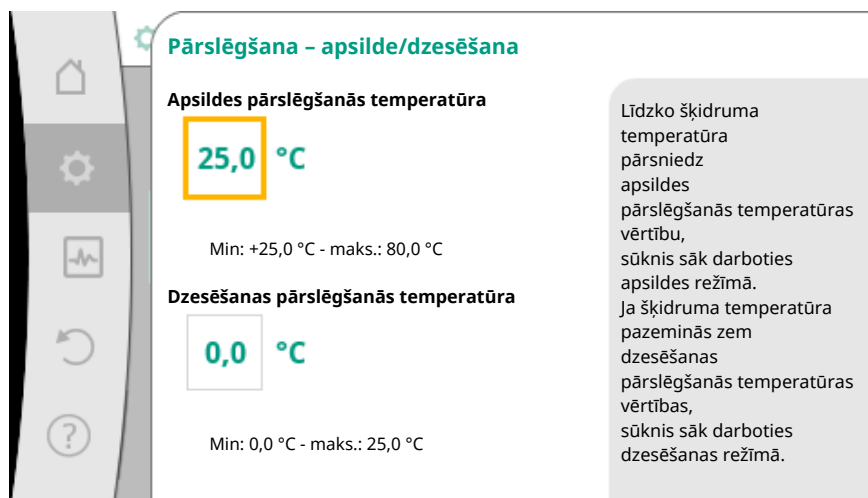 Pārslēgšana – apsilde/dzesēšana
Apsildes pārslēgšanās temperatūra
25,0 °C
Min: +25,0 °C - maks.: 80,0 °C
Dzesēšanas pārslēgšanās temperatūra
0,0 °C
Min: 0,0 °C - maks.: 25,0 °C
Līdzko šķidruma
temperatūra
pārsniedz
apsildes
pārslēgšanās temperatūras
vērtību,
sūknis sāk darboties
apsildes režīmā.
Ja šķidruma temperatūra
pazeminās zem
dzesēšanas
pārslēgšanās temperatūras
vērtības,
sūknis sāk darboties
dzesēšanas režīmā.
?